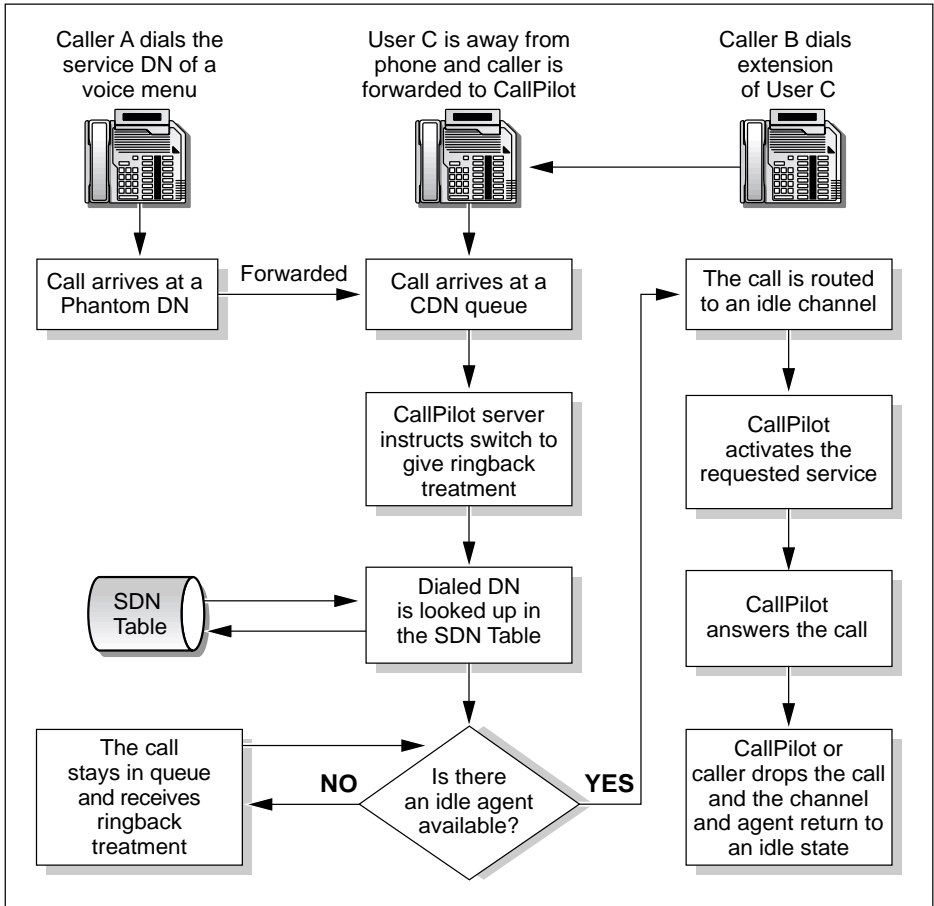 Caller A dials the
service DN of a
voice menu
User C is away from
phone and caller is
forwarded to CallPilot
Caller B dials
extension
of User C
Call arrives at a
Phantom DN
Forwarded
Call arrives at a
CDN queue
The call is routed
to an idle channel
CallPilot server
instructs switch to
give ringback
treatment
CallPilot
activates the
requested service
SDN
Table
Dialed DN
is looked up in
the SDN Table
CallPilot
answers the call
The call
stays in queue
and receives
ringback
treatment
NO
Is there
an idle agent
available?
YES
CallPilot or
caller drops the call
and the channel
and agent return to
an idle state